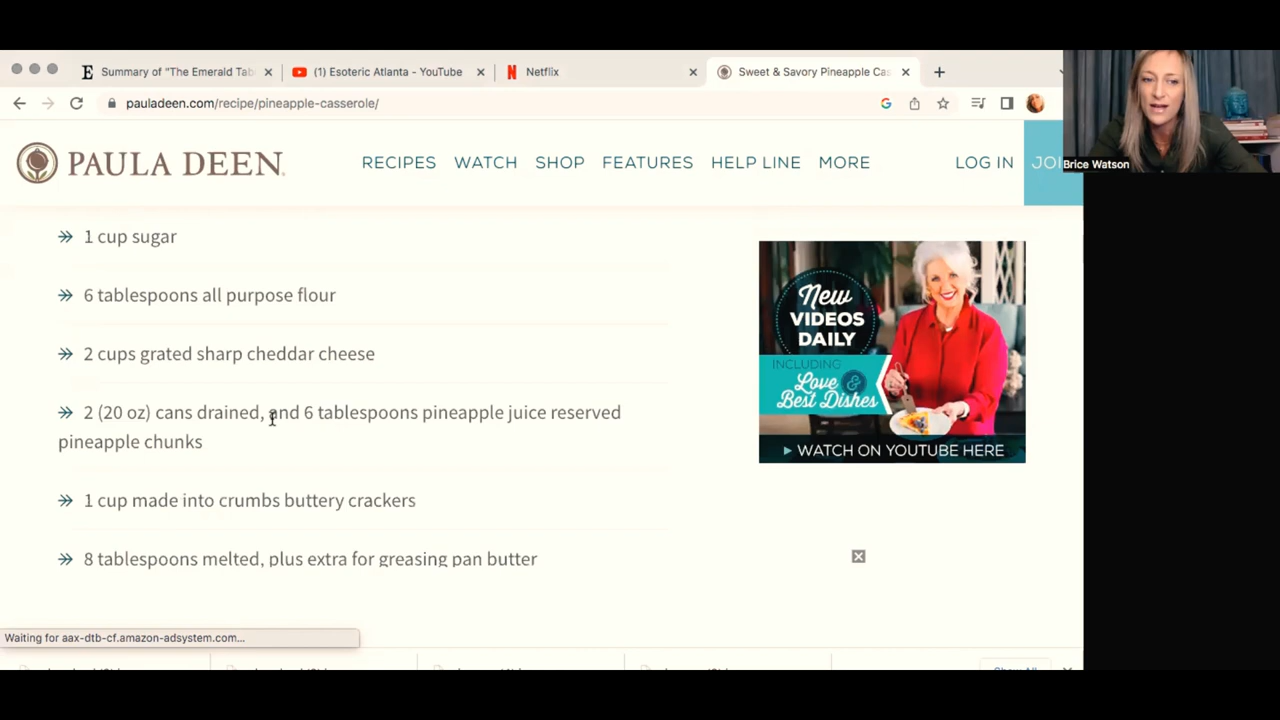 Summary of "The Emerald Tab
(1) Esoteric Atlanta - YouTube
Netflix
Sweet & Savory Pineapple Cas
pauladeen.com/recipe/pineapple-casserole/
Brice Watson
PAULA DEEN
RECIPES WATCH SHOP FEATURES HELP LINE MORE LOG IN JOI
1 cup sugar
6 tablespoons all purpose flour
2 cups grated sharp cheddar cheese
2 (20 oz) cans drained, and 6 tablespoons pineapple juice reserved
pineapple chunks
1 cup made into crumbs buttery crackers
8 tablespoons melted, plus extra for greasing pan butter
New
VIDEOS
DAILY
INCLUDING
Love &
Best Dishes
WATCH ON YOUTUBE HERE
Waiting for aax-dtb-cf.amazon-adsystem.com...
Show All